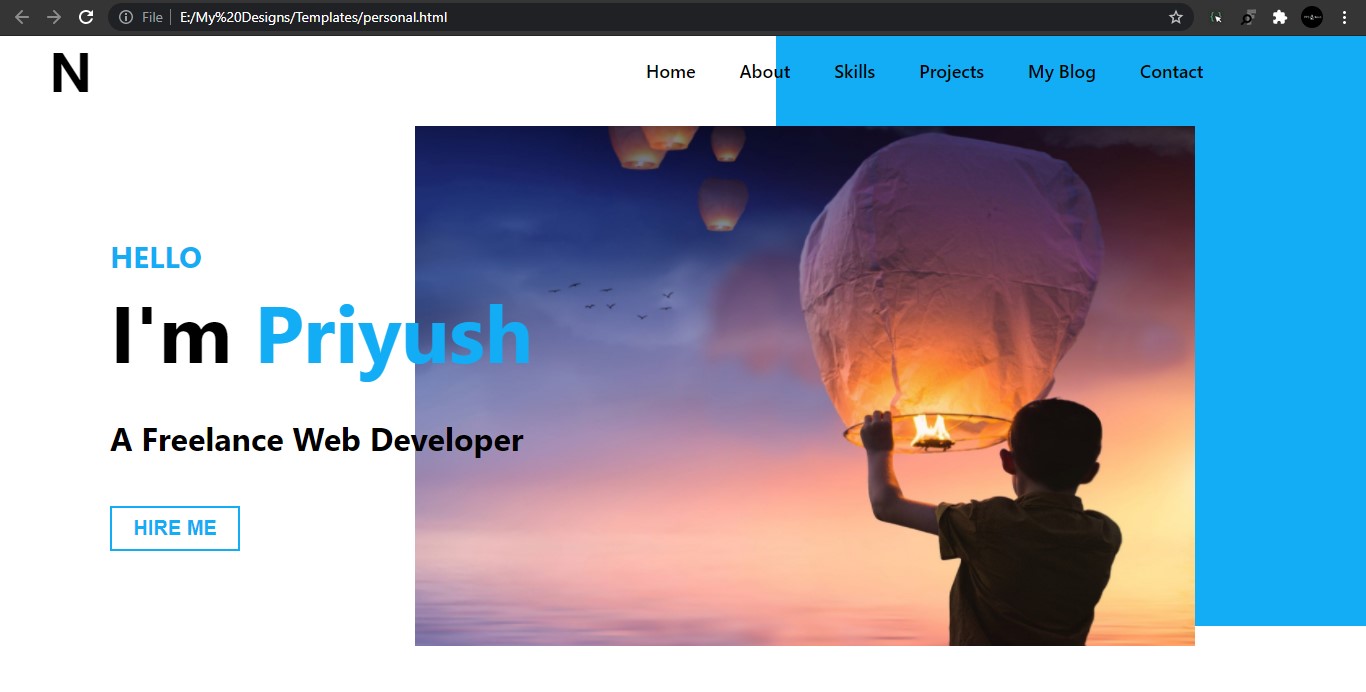 File E:/My%20Designs/Templates/personal.html
N
Home About Skills Projects My Blog Contact
HELLO
I'm Priyush
A Freelance Web Developer
HIRE ME